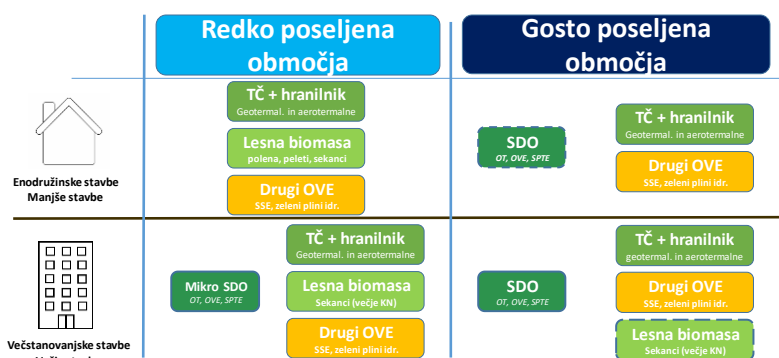 Redko poseljena
območja
Gosto poseljena
območja
Enodružinske stavbe
Manjše stavbe
TČ + hranilnik
Geotermal. in aerotermalne
Lesna biomasa
polena, peleti, sekanci
Drugi OVE
SSE, zeleni plini idr.
SDO
OT, OVE, SPTE
TČ + hranilnik
Geotermal. in aerotermalne
Drugi OVE
SSE, zeleni plini idr.
Večstanovanjske stavbe
Mikro SDO
OT, OVE, SPTE
TČ + hranilnik
Geotermal. in aerotermalne
Lesna biomasa
Sekanci (večje KN)
Drugi OVE
SSE, zeleni plini idr.
SDO
OT, OVE, SPTE
TČ + hranilnik
geotermal. in aerotermalne
Drugi OVE
SSE, zeleni plini idr.
Lesna biomasa
Sekanci (večje KN)